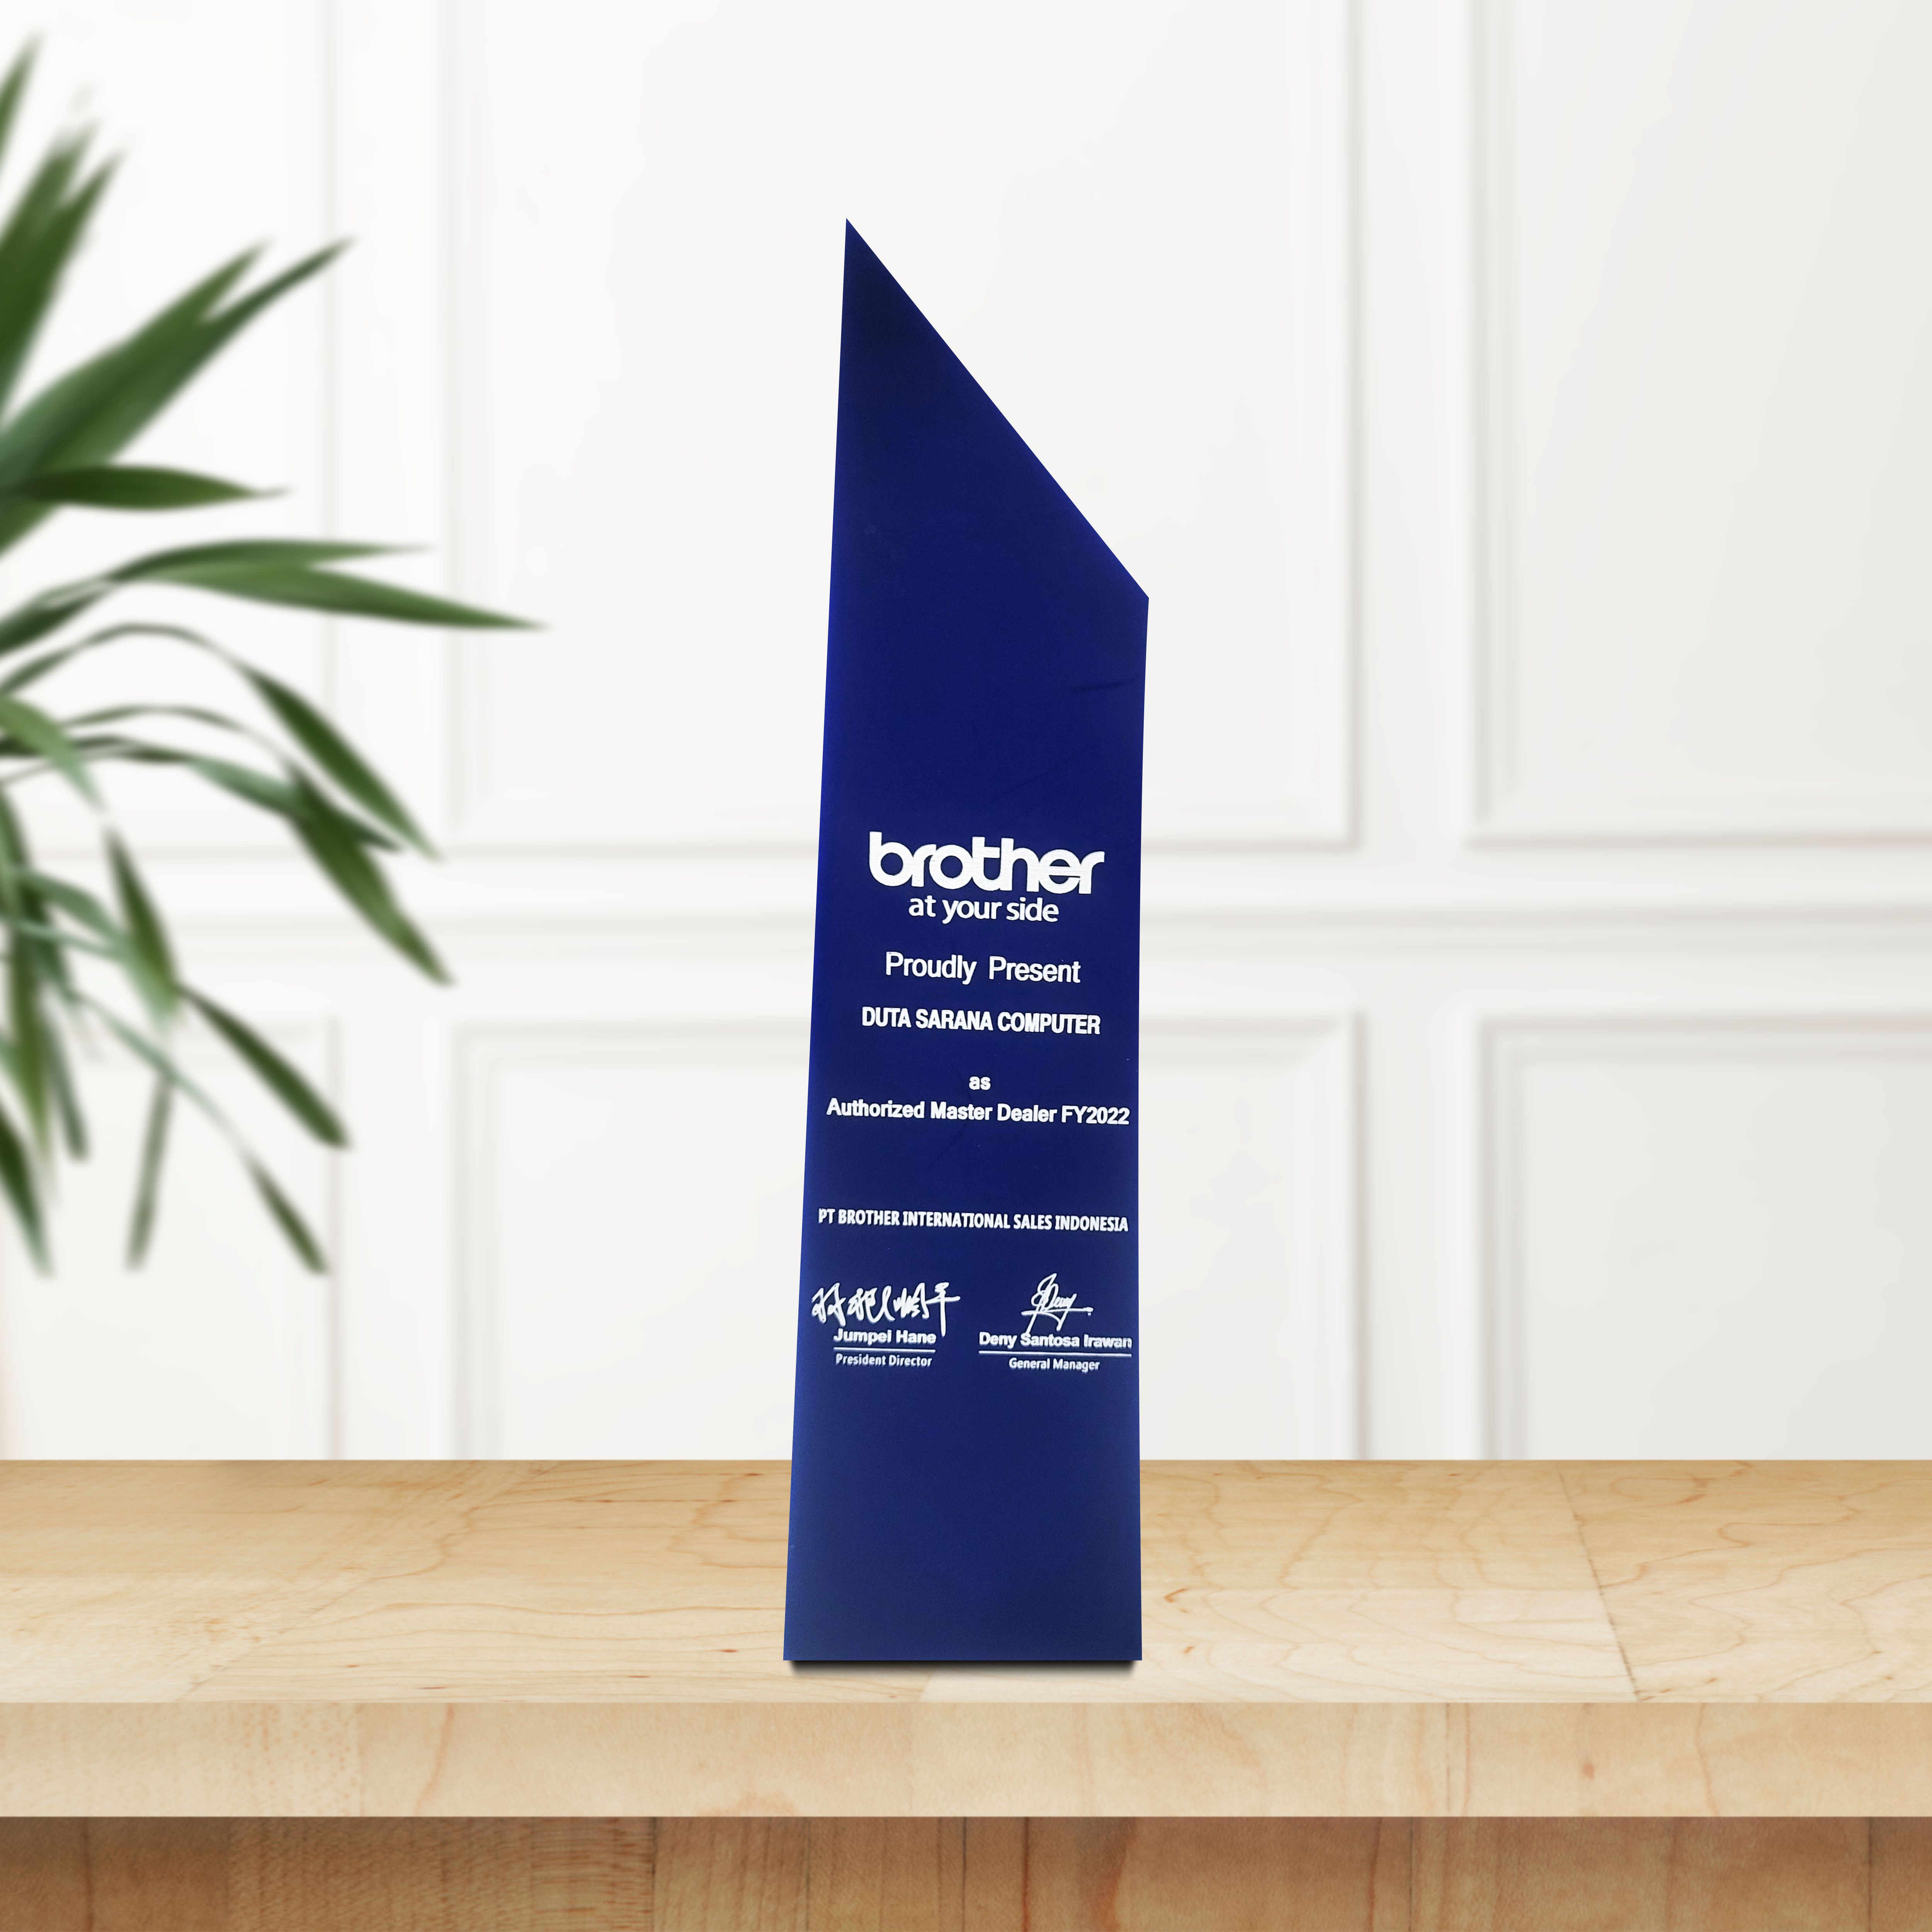 brother
at your side
Proudly Present
DUTA SARANA COMPUTER
as
Authorized Master Dealer FY2022
PT BROTHER INTERNATIONAL SALES INDONESIA
Jumpei Hane
President Director
Deny Santosa Irawan
General Manager